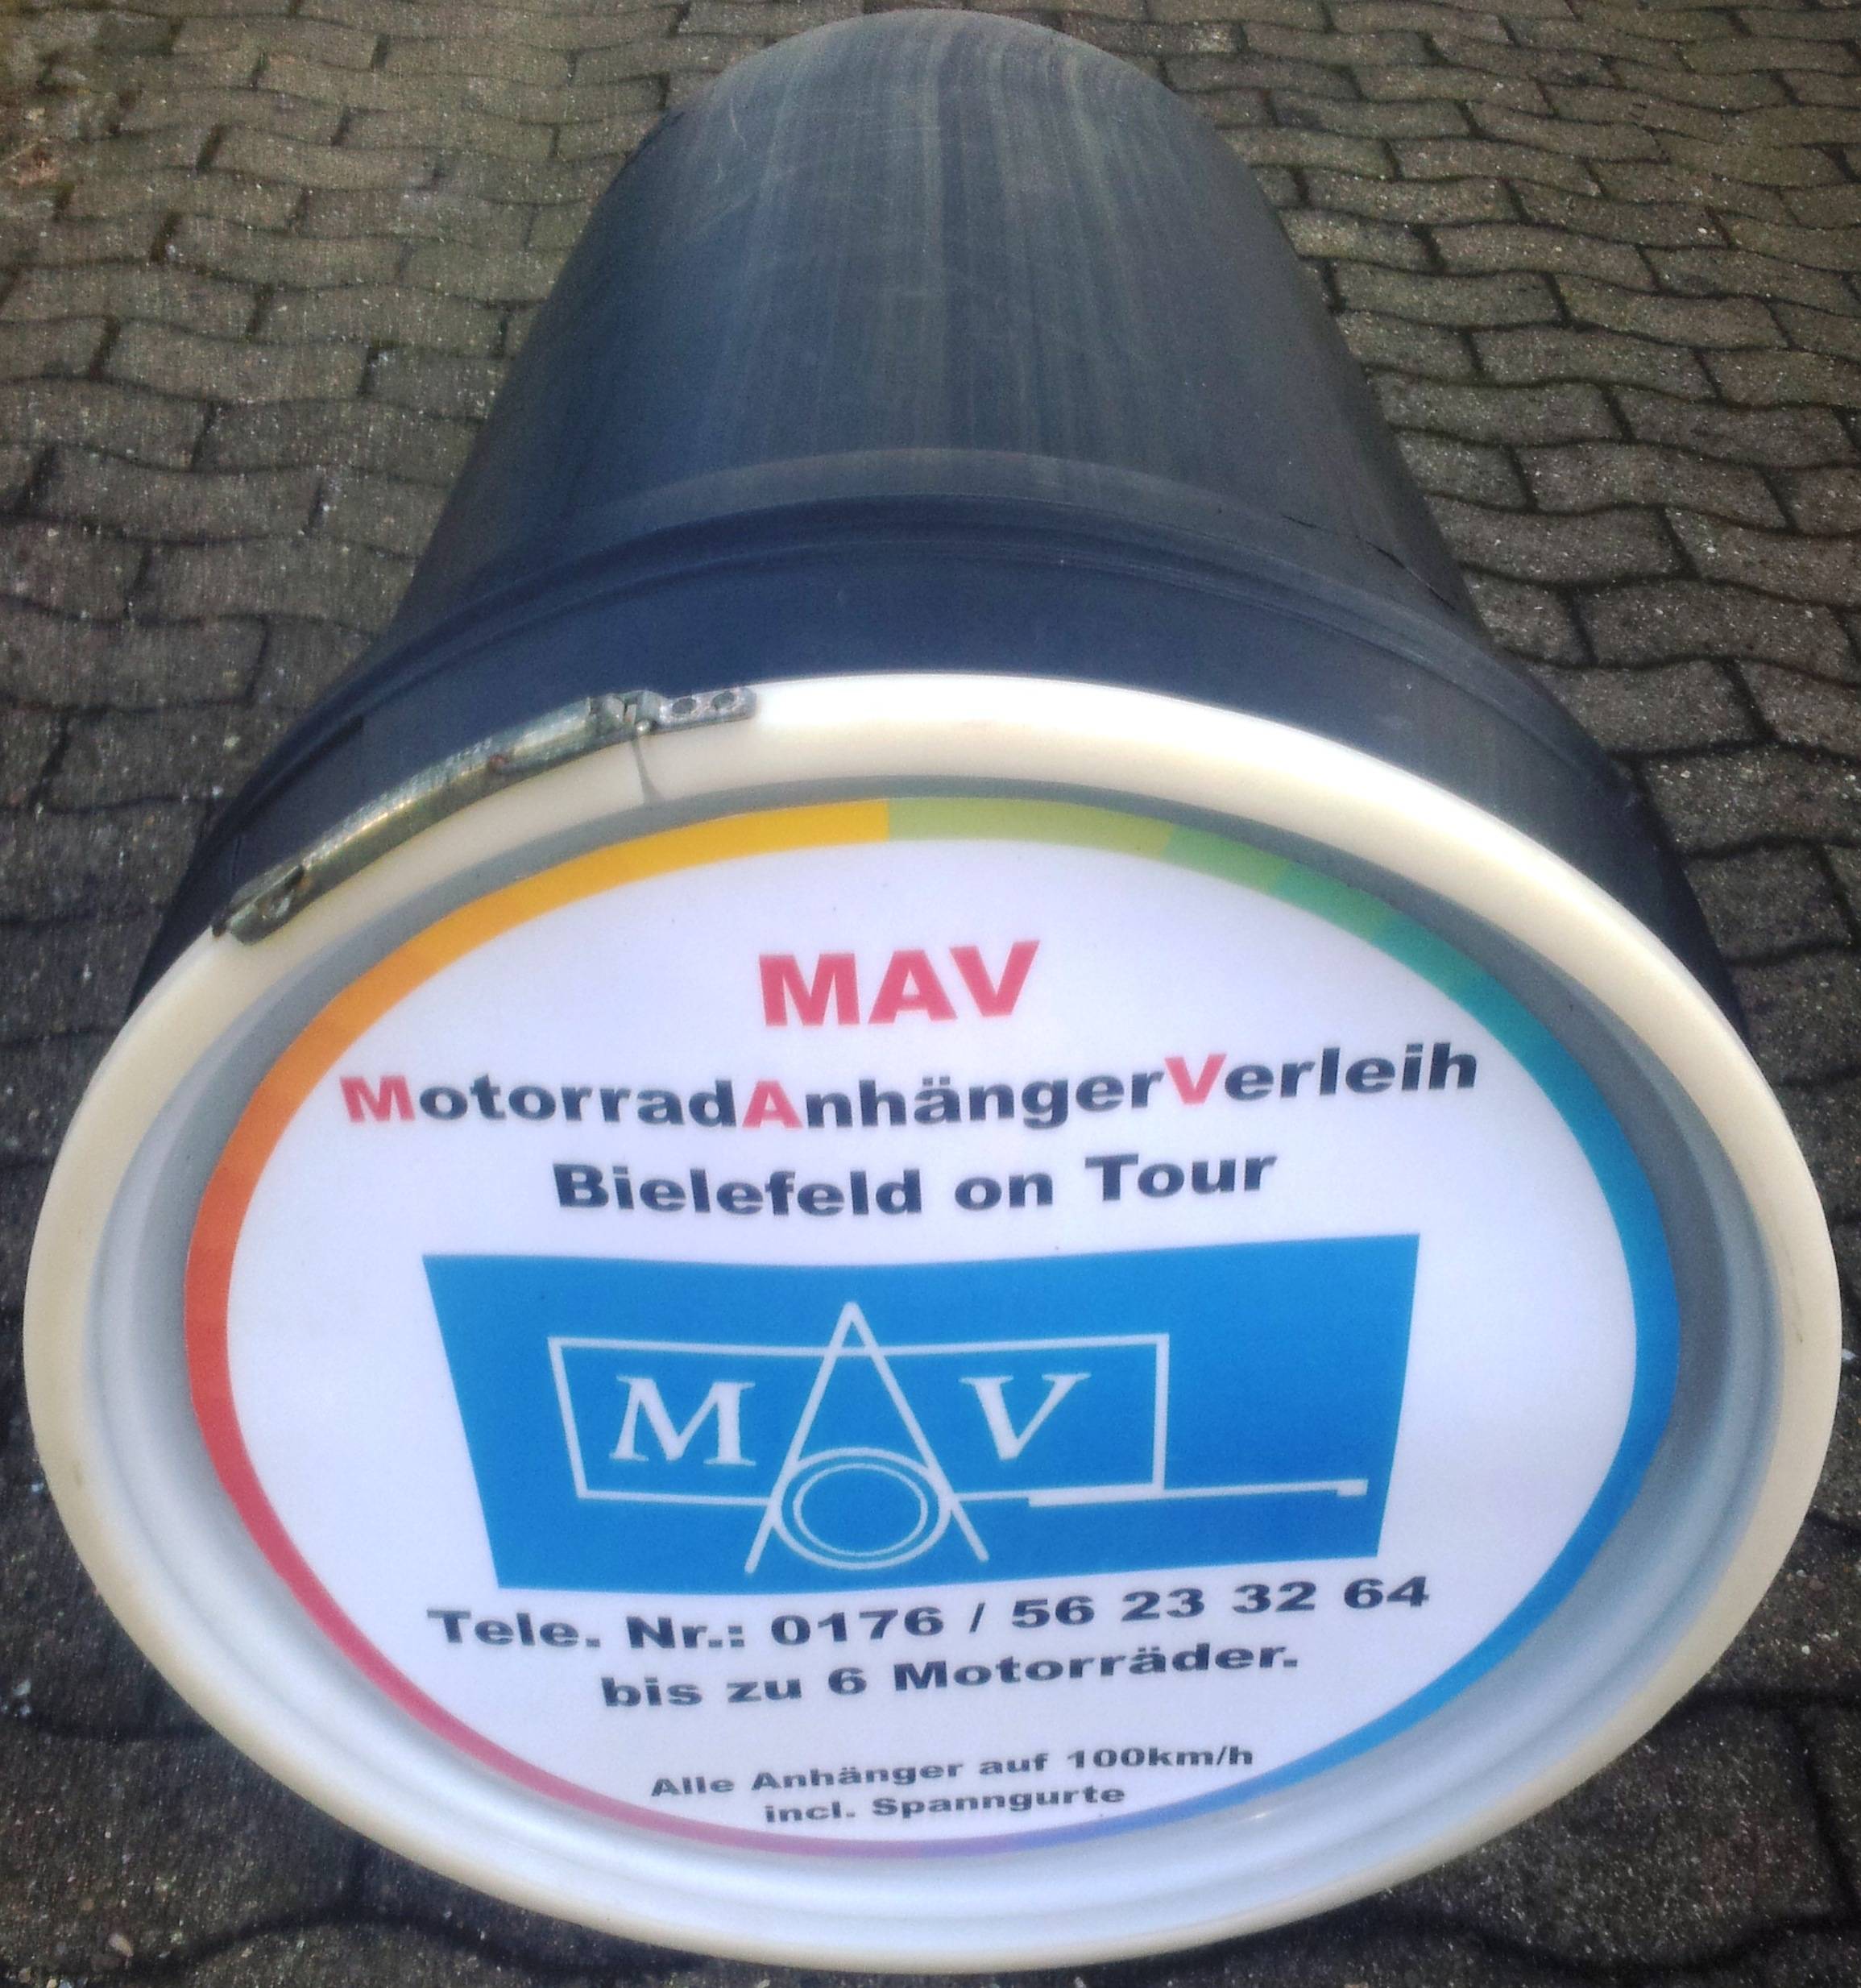 MAV
MotorradAnhängerVerleih
Bielefeld on Tour
MAV
Tele. Nr.: 0176 / 56 23 32 64
bis zu 6 Motorräder.
Alle Anhänger auf 100km/h
incl. Spanngurte